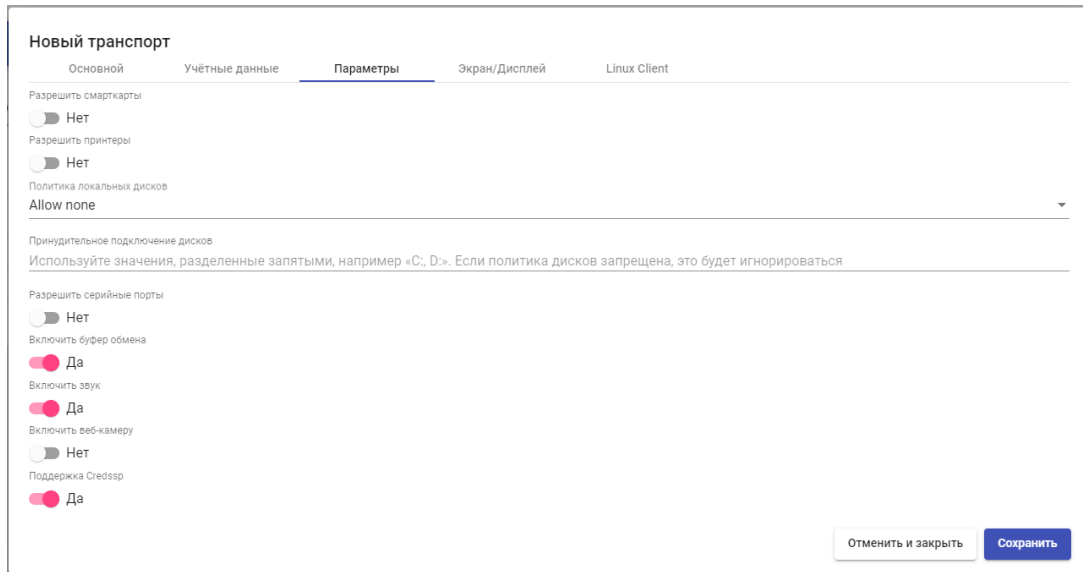 Новый транспорт
Основной Учётные данные Параметры Экран/Дисплей Linux Client
Разрешить смарткарты
Нет
Разрешить принтеры
Нет
Политика локальных дисков
Allow none
Принудительное подключение дисков
Используйте значения, разделенные запятыми, например «C:, D:». Если политика дисков запрещена, это будет игнорироваться
Разрешить серийные порты
Нет
Включить буфер обмена
Да
Включить звук
Да
Включить веб-камеру
Нет
Поддержка Credssp
Да
Отменить и закрыть Сохранить